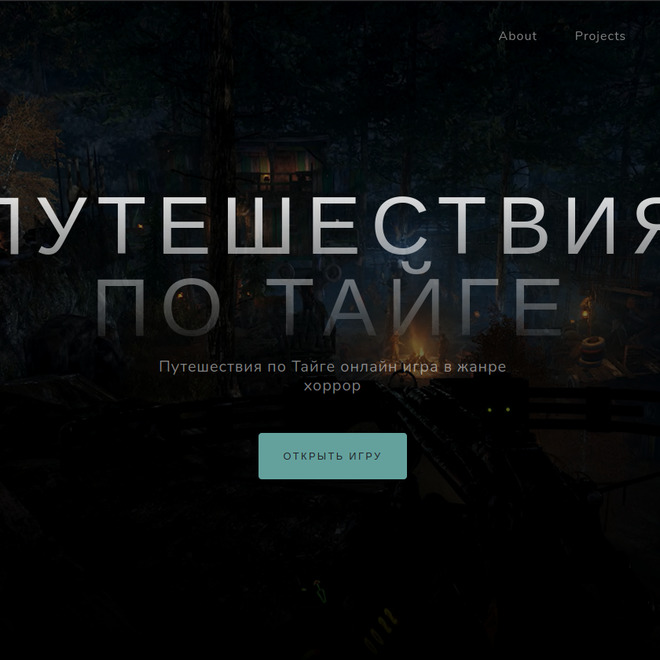 About Projects
ПУТЕШЕСТВИЯ
ПО ТАЙГЕ
Путешествия по Тайге онлайн игра в жанре
хоррор
ОТКРЫТЬ ИГРУ